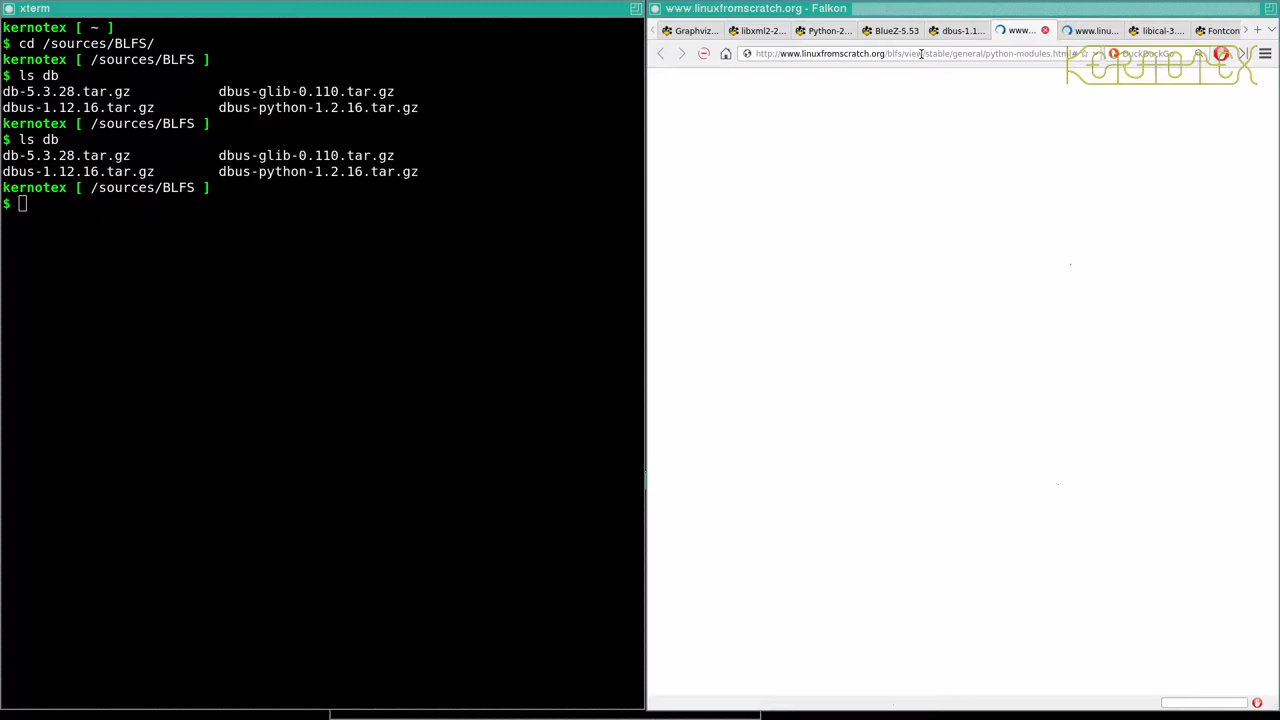 xterm
kernotex [ ~ ]
$ cd /sources/BLFS/
kernotex [ /sources/BLFS ]
$ ls db
db-5.3.28.tar.gz dbus-glib-0.110.tar.gz
dbus-1.12.16.tar.gz dbus-python-1.2.16.tar.gz
kernotex [ /sources/BLFS ]
$ ls db
db-5.3.28.tar.gz dbus-glib-0.110.tar.gz
dbus-1.12.16.tar.gz dbus-python-1.2.16.tar.gz
kernotex [ /sources/BLFS ]
$
www.linuxfromscratch.org - Falkon
Graphviz... libxml2-2... Python-2... BlueZ-5.53 dbus-1.1... www.... www.linu... libical-3.... Fontcon
http://www.linuxfromscratch.org/blfs/view/stable/general/python-modules.html# DuckDuckGo
KERNOTEX